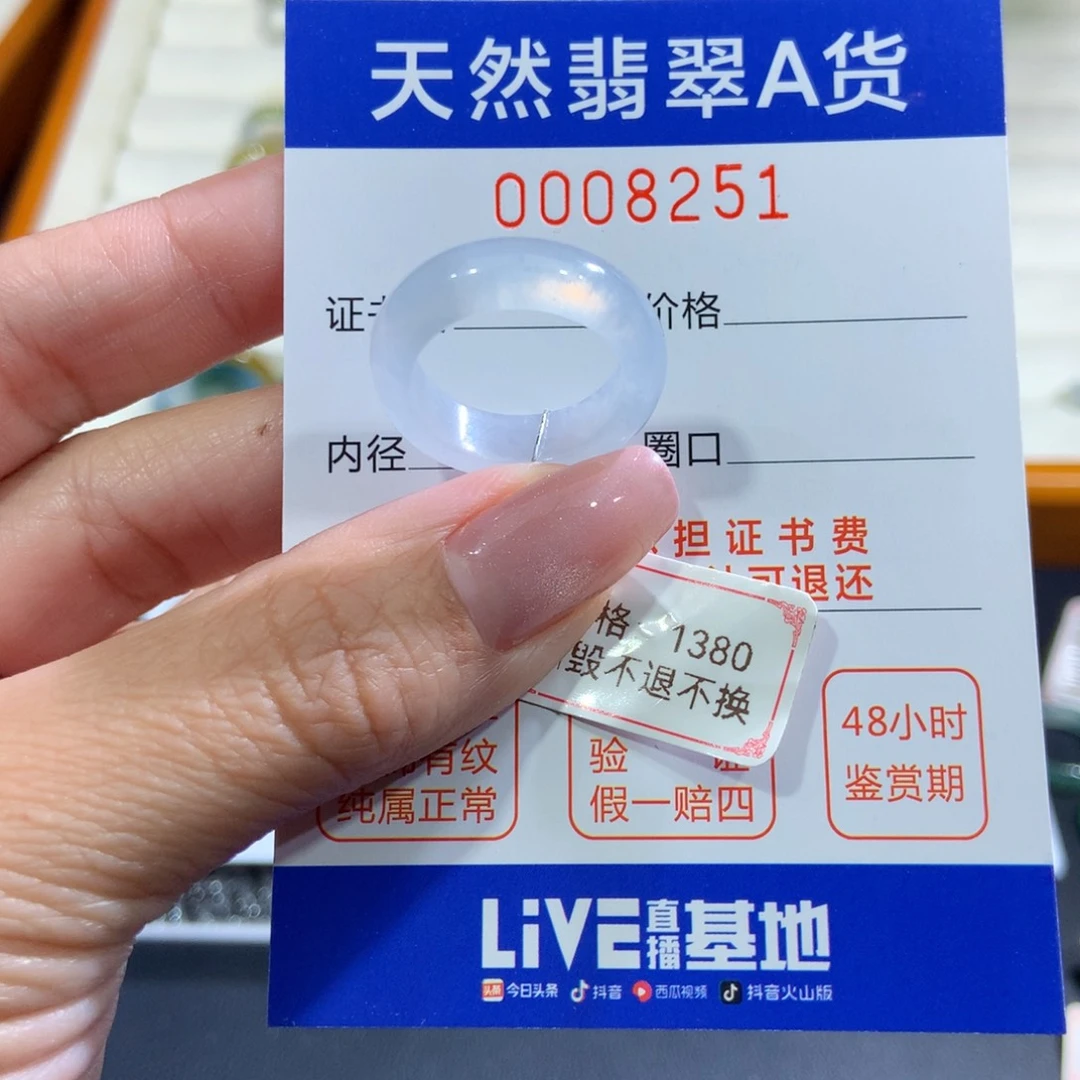 天然翡翠A货
0008251
证 价格
内径 圈口
担证书费
可退还
格 1380
毁不退不换
有纹
纯属正常
验 证
假一赔四
48小时
鉴赏期
LiVE直播基地
头条 今日头条 抖音 西瓜视频 抖音火山版